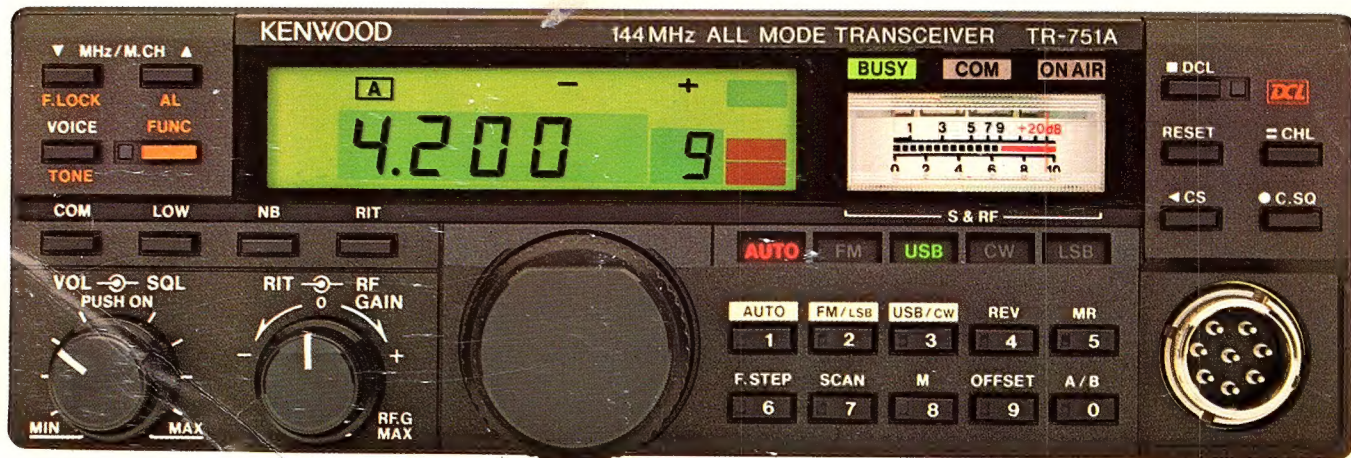 KENWOOD
144MHz ALL MODE TRANSCEIVER TR-751A
▼ MHz/M.CH ▲
F.LOCK AL
VOICE FUNC
TONE
COM LOW NB RIT
A - +
4.200 9
BUSY COM ON AIR
1 3 5 7 9 +20dB
0 2 4 6 8 10
S & RF
AUTO FM USB CW LSB
■ DCL DCL
RESET = CHL
◀ CS ● C.SQ
VOL SQL
PUSH ON
MIN MAX
RIT RF
0 GAIN
- +
RF.G
MAX
AUTO FM/LSB USB/CW REV MR
1 2 3 4 5
F.STEP SCAN M OFFSET A/B
6 7 8 9 0